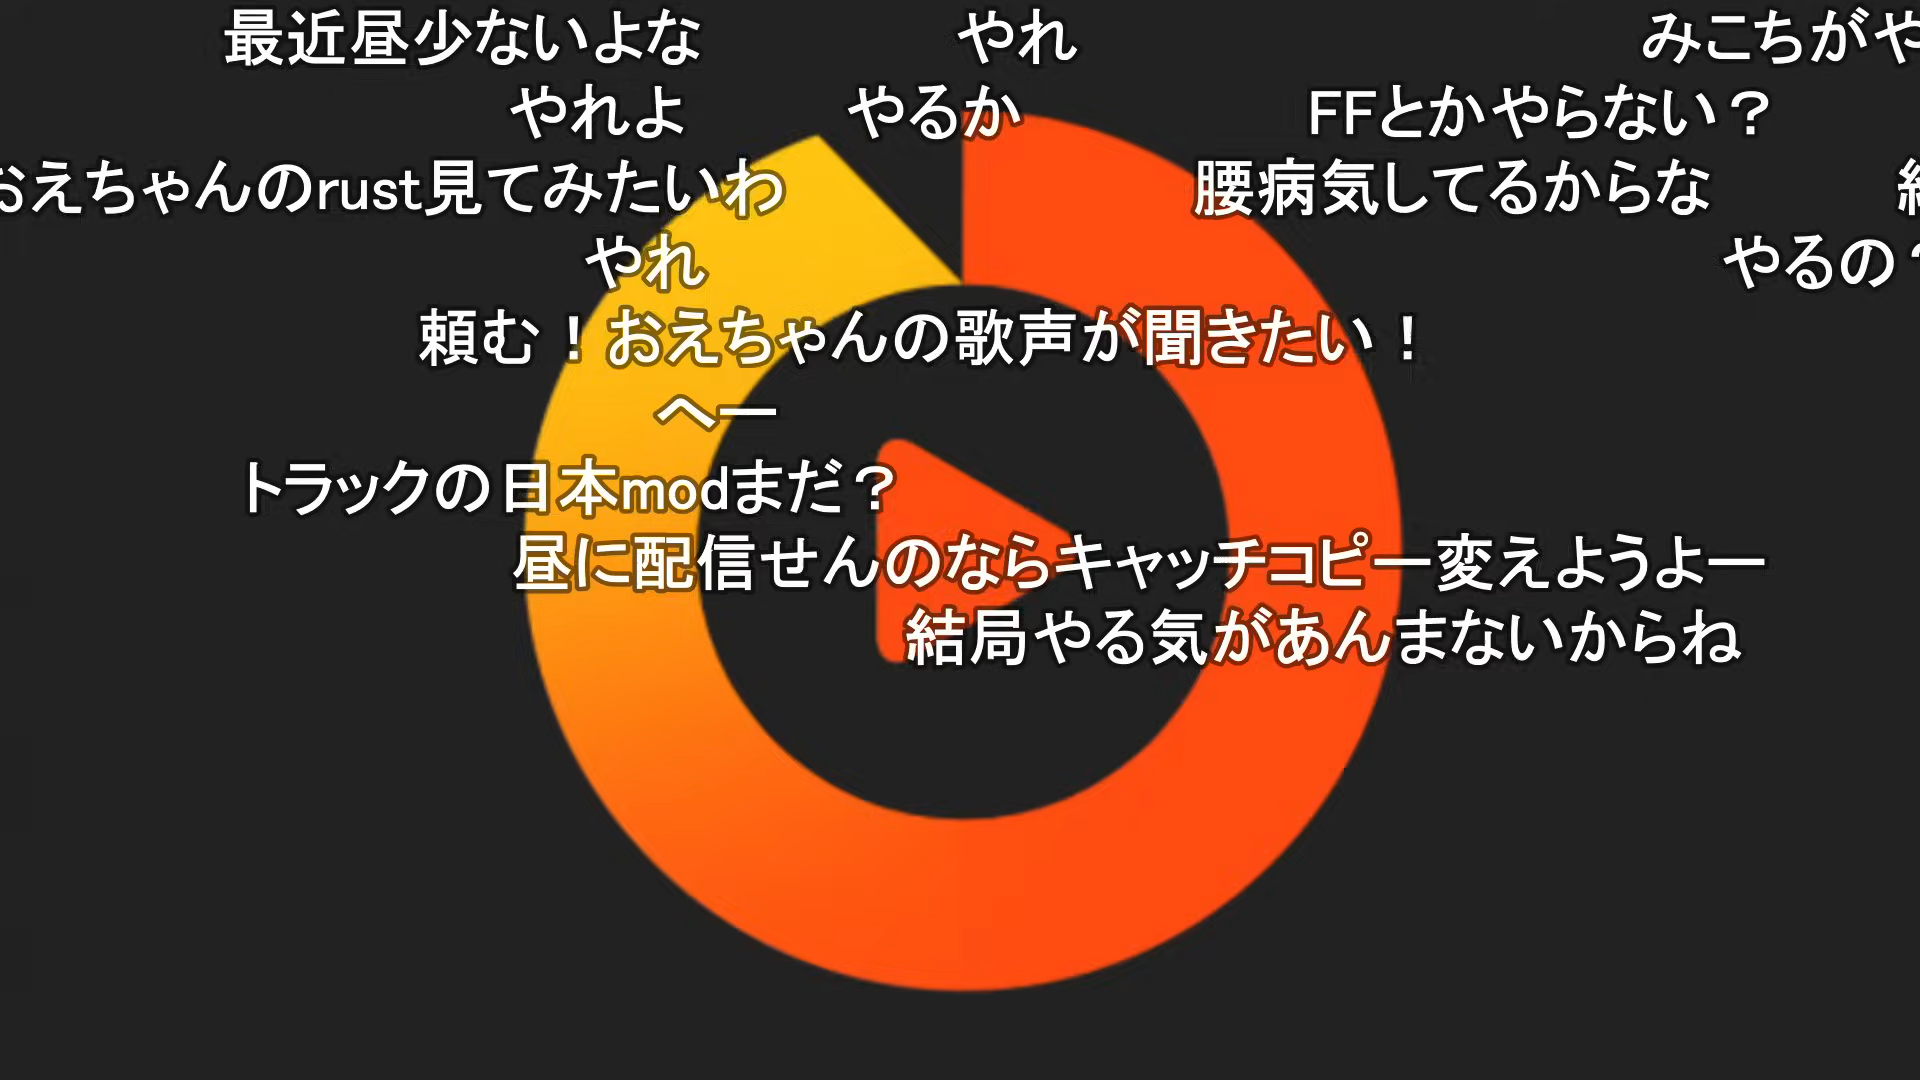 最近昼少ないよな
やれ
みこちがや
やれよ
やるか
FFとかやらない？
おえちゃんのrust見てみたいわ
腰病気してるからな
やれ
やるの？
頼む！おえちゃんの歌声が聞きたい！
へー
トラックの日本modまだ？
昼に配信せんのならキャッチコピー変えようよー
結局やる気があんまないからね